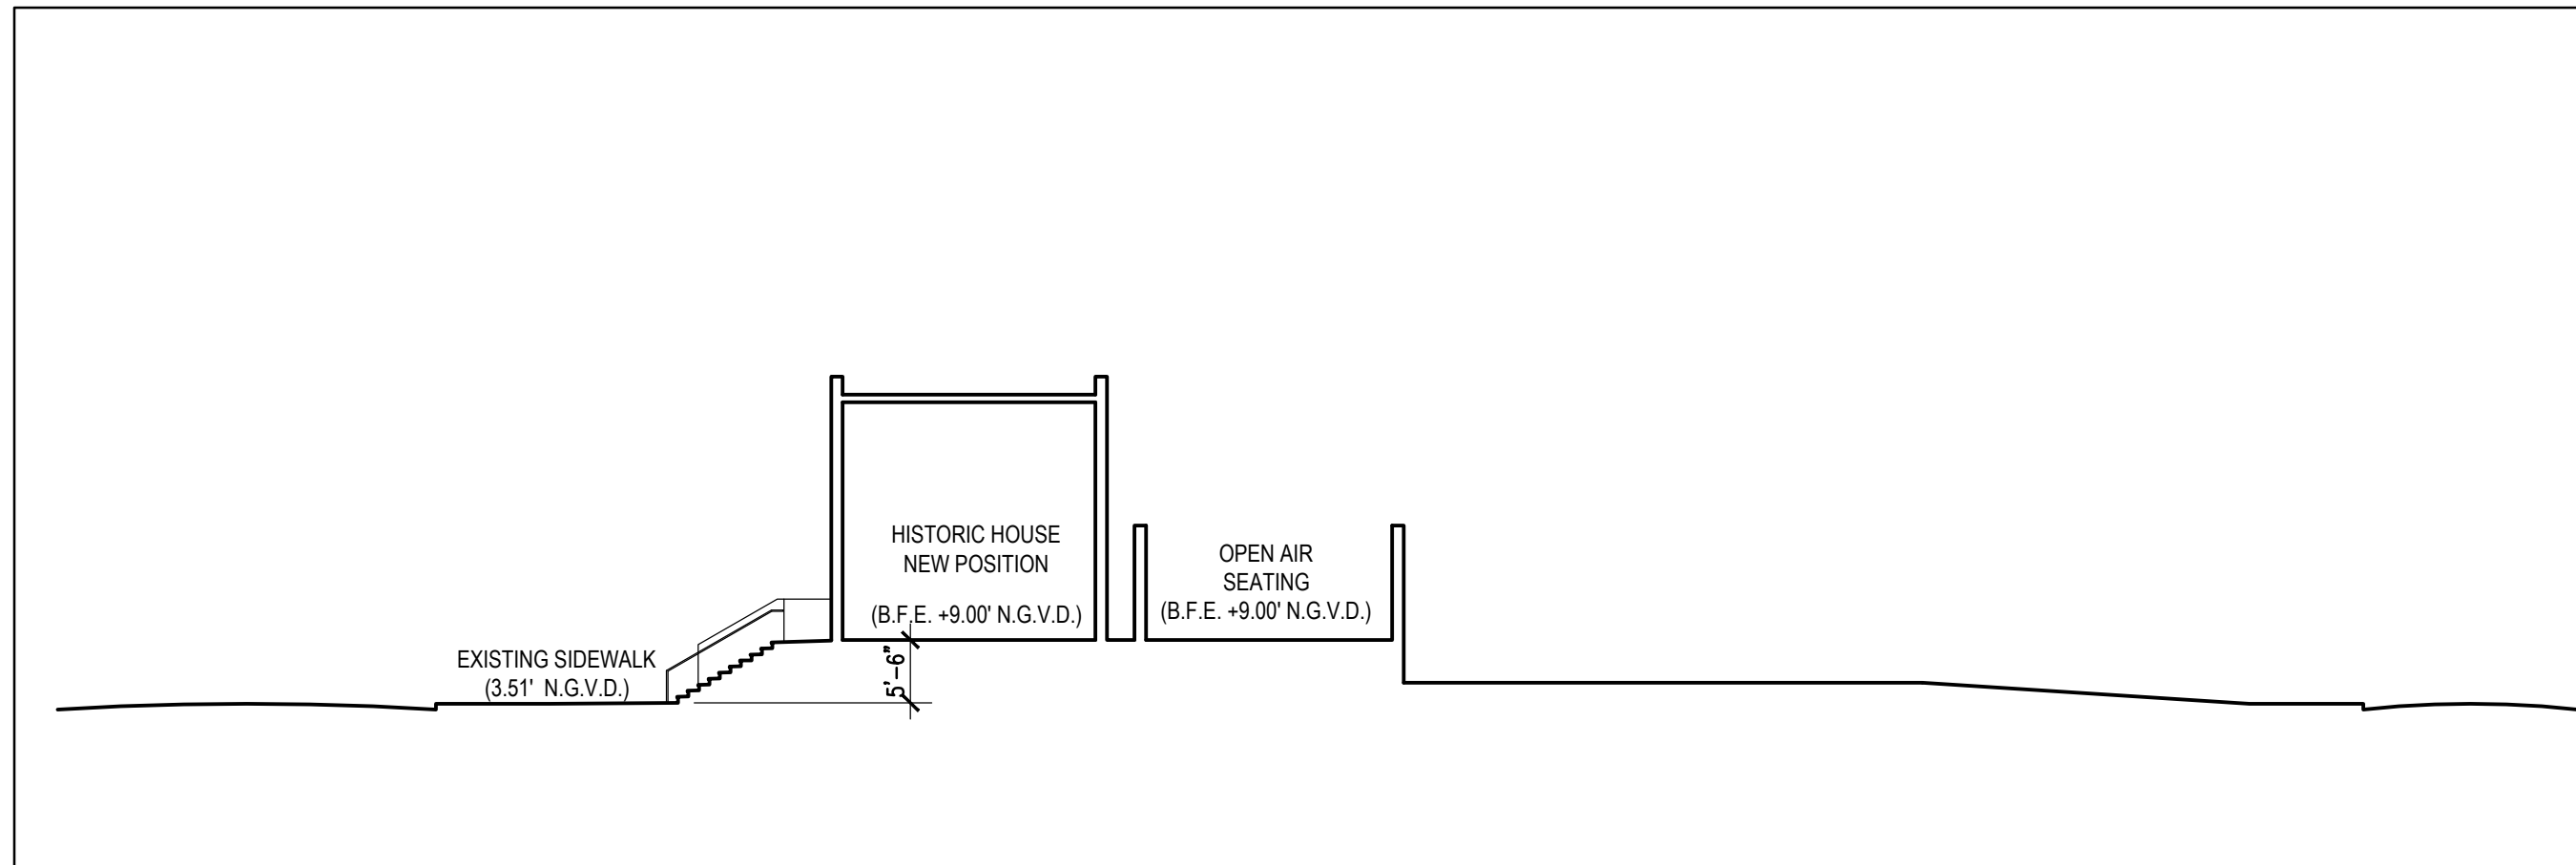 HISTORIC HOUSE
NEW POSITION
(B.F.E. +9.00' N.G.V.D.)
OPEN AIR
SEATING
(B.F.E. +9.00' N.G.V.D.)
EXISTING SIDEWALK
(3.51' N.G.V.D.)
5'-6"